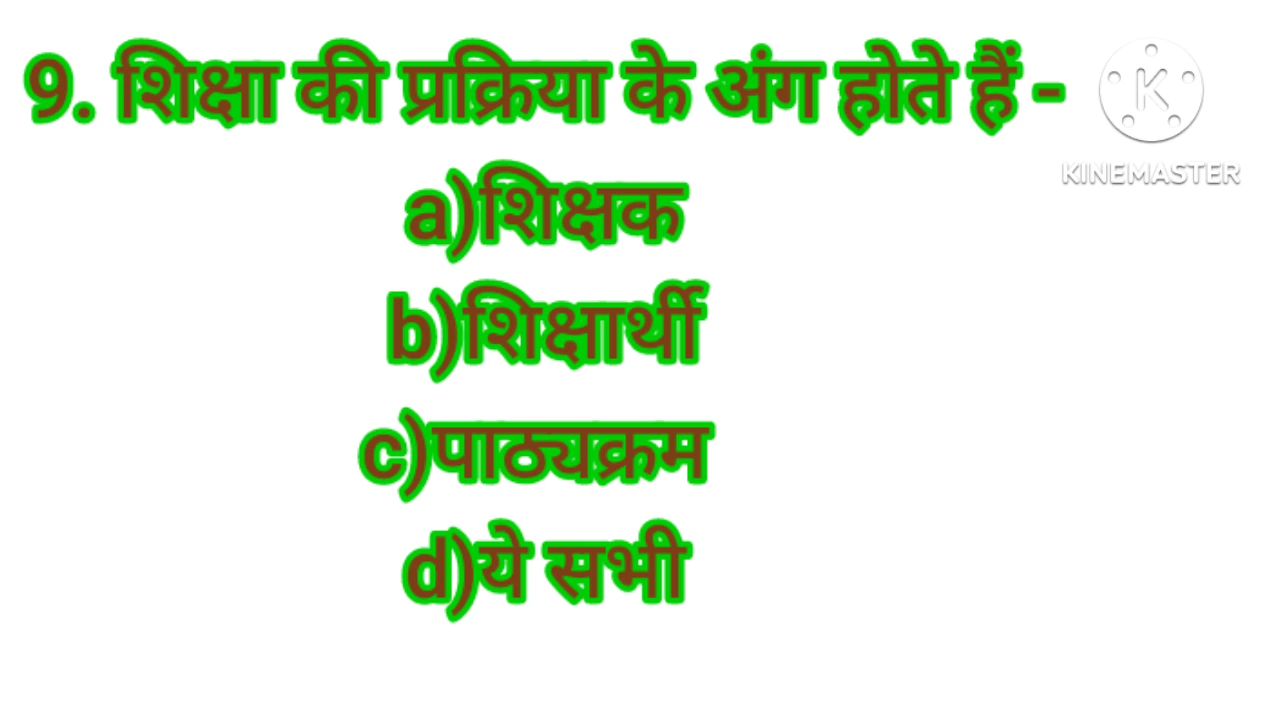 9. शिक्षा की प्रक्रिया के अंग होते हैं -
K
KINEMASTER
a)शिक्षक
b)शिक्षार्थी
c)पाठ्यक्रम
d)ये सभी